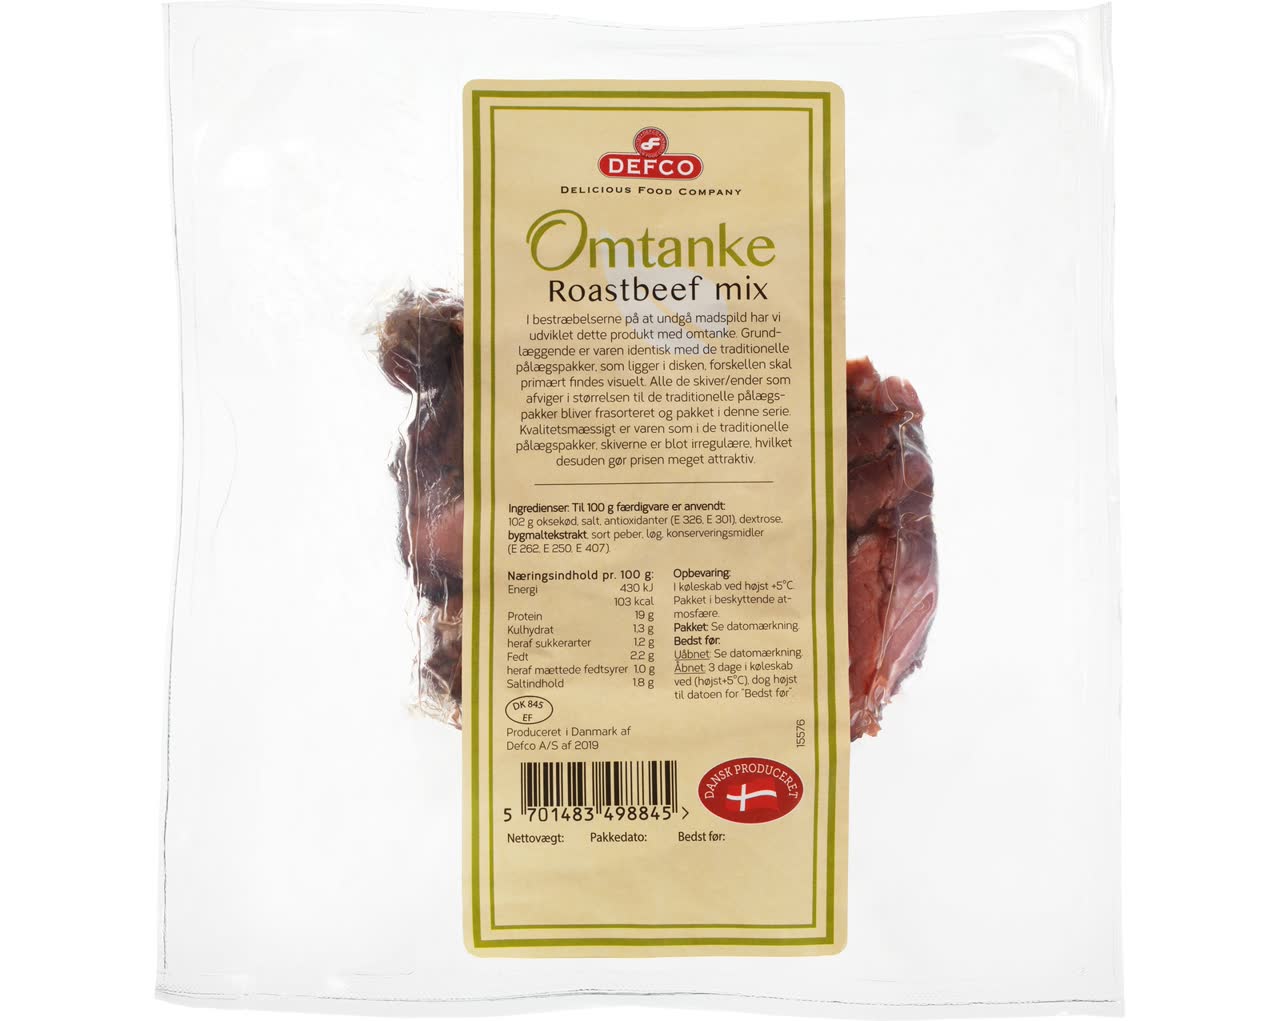 DEFCO
DELICIOUS FOOD COMPANY
Omtanke
Roastbeef mix
I bestræbelserne på at undgå madspild har vi
udviklet dette produkt med omtanke. Grund-
læggende er varen identisk med de traditionelle
pålægspakker, som ligger i disken, forskellen skal
primært findes visuelt. Alle de skiver/ender som
afviger i størrelsen til de traditionelle pålægs-
pakker bliver frasorteret og pakket i denne serie.
Kvalitetsmæssigt er varen som i de traditionelle
pålægspakker, skiverne er blot irregulære, hvilket
desuden gør prisen meget attraktiv.
Ingredienser: Til 100 g færdigvare er anvendt:
102 g oksekød, salt, antioxidanter (E 326, E 301), dextrose,
bygmaltekstrakt, sort peber, løg, konserveringsmidler
(E 262, E 250, E 407).
Næringsindhold pr. 100 g:
Energi 430 kJ
103 kcal
Protein 19 g
Kulhydrat 1,3 g
heraf sukkerarter 1,2 g
Fedt 2,2 g
heraf mættede fedtsyrer 1,0 g
Saltindhold 1,8 g
Opbevaring:
I køleskab ved højst +5°C.
Pakket i beskyttende at-
mosfære.
Pakket: Se datomærkning.
Bedst før:
Uåbnet: Se datomærkning.
Åbnet: 3 dage i køleskab
ved (højst+5°C), dog højst
til datoen for "Bedst før".
DK 845
EF
Produceret i Danmark af
Defco A/S af 2019
15576
DANSK PRODUCERET
5 701483 498845 >
Nettovægt: Pakkedato: Bedst før: